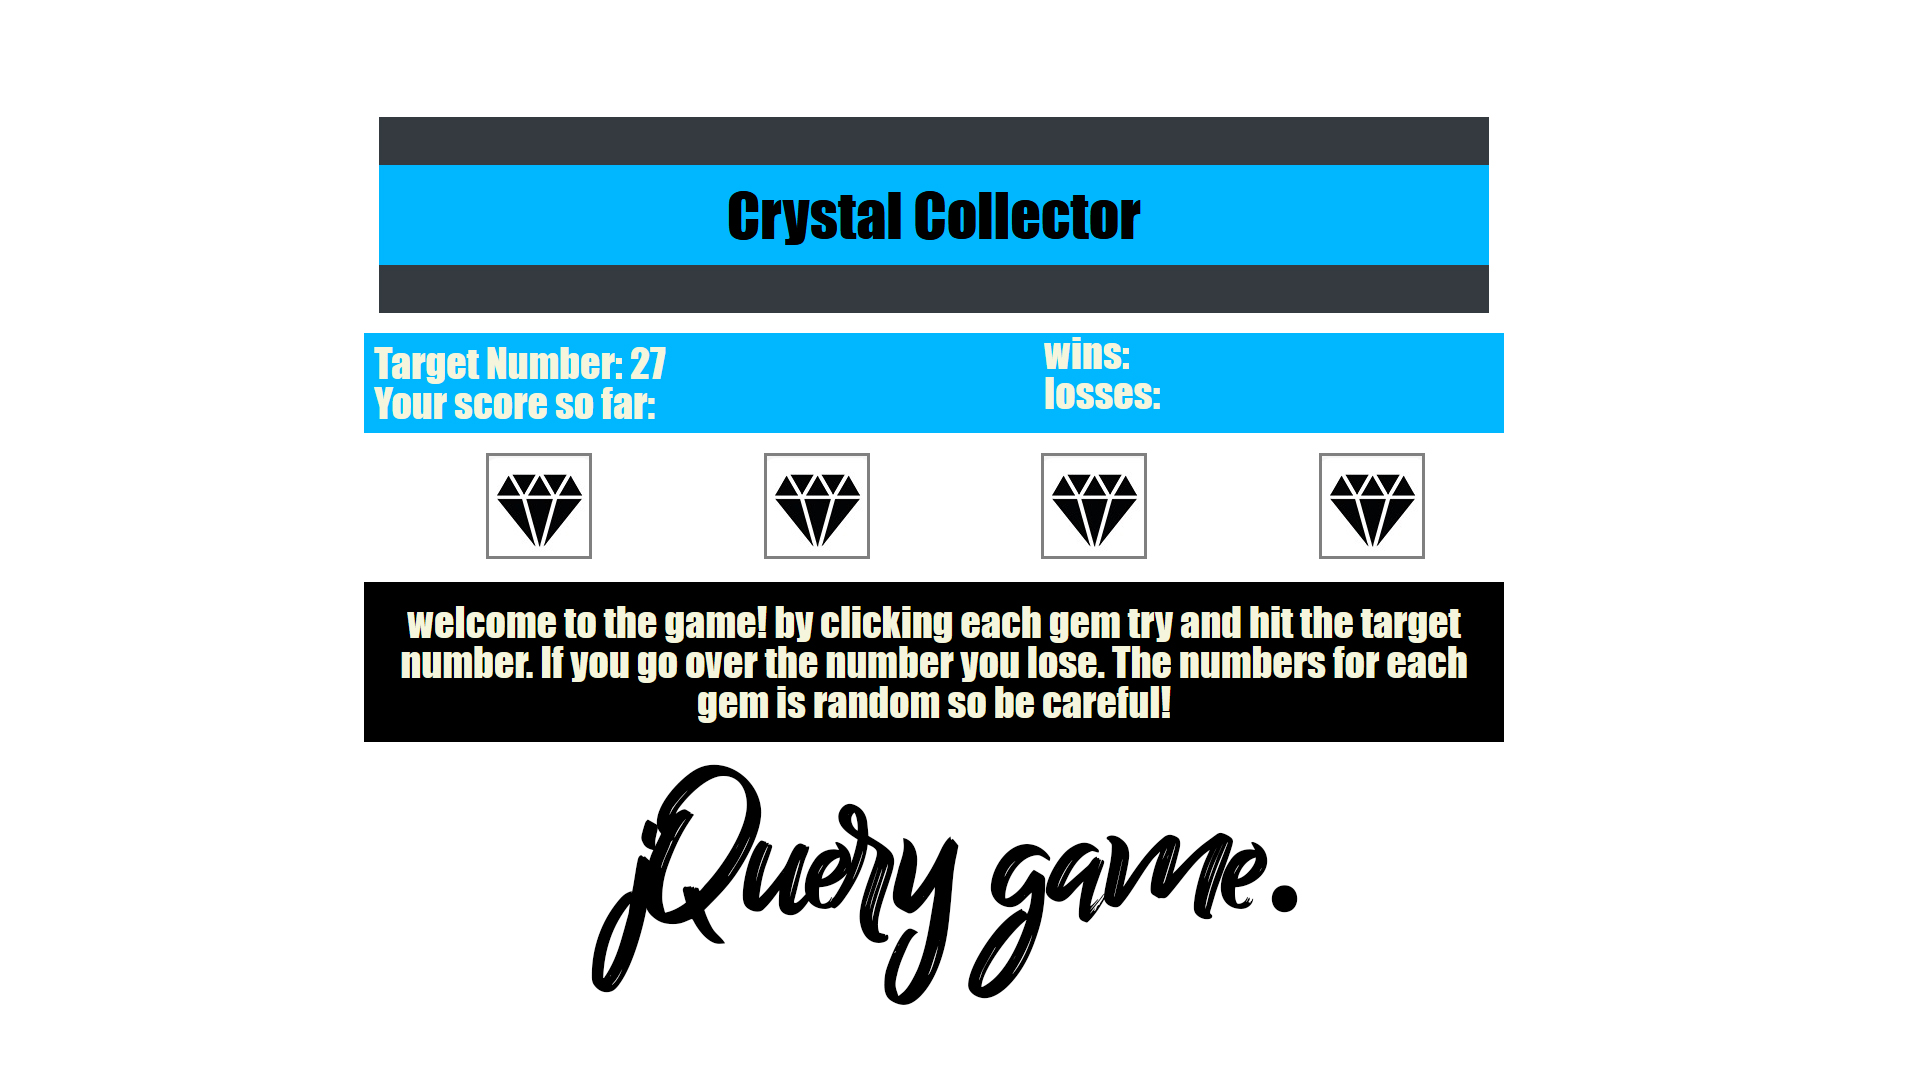 Crystal Collector
Target Number: 27
Your score so far:
wins:
losses:
welcome to the game! by clicking each gem try and hit the target
number. If you go over the number you lose. The numbers for each
gem is random so be careful!
jQuery game.